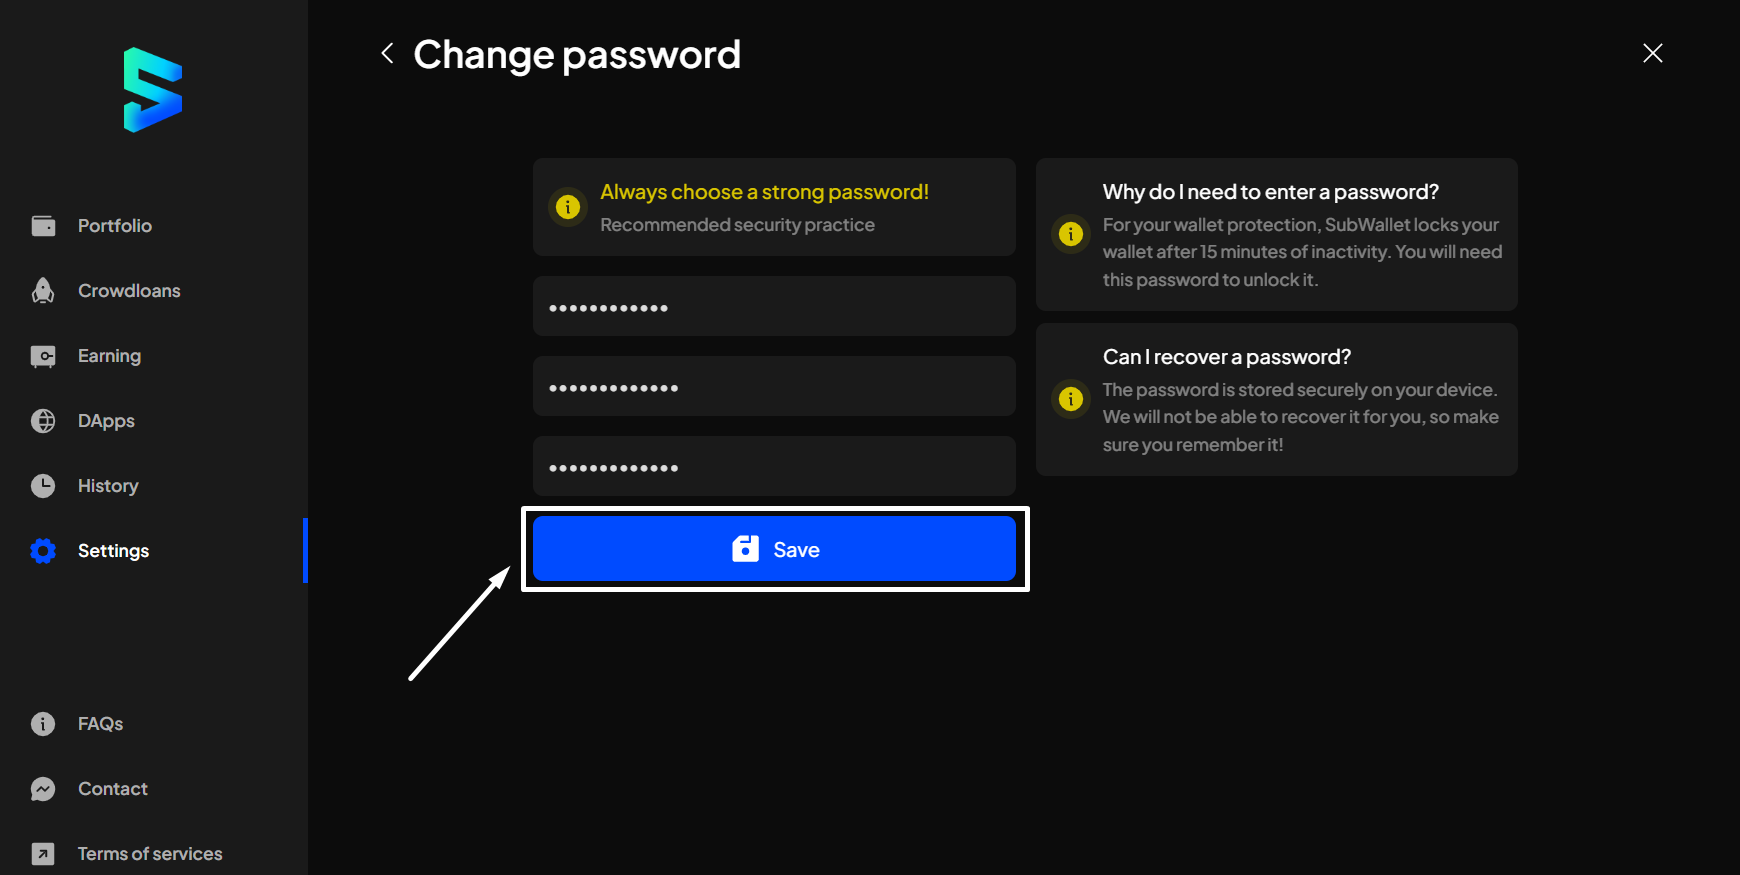 Change password
Portfolio
Crowdloans
Earning
DApps
History
Settings
FAQs
Contact
Terms of services
Always choose a strong password!
Recommended security practice
••••••••••••
•••••••••••••
•••••••••••••
Save
Why do I need to enter a password?
For your wallet protection, SubWallet locks your
wallet after 15 minutes of inactivity. You will need
this password to unlock it.
Can I recover a password?
The password is stored securely on your device.
We will not be able to recover it for you, so make
sure you remember it!